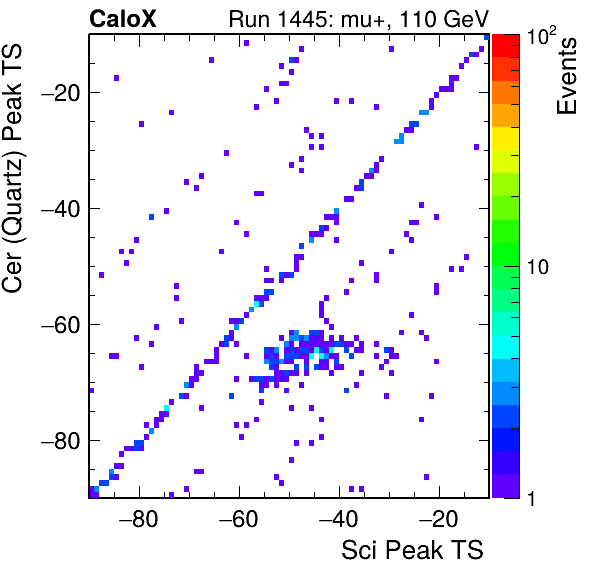 CaloX Run 1445: mu+, 110 GeV
Cer (Quartz) Peak TS
−20
−40
−60
−80
−80 −60 −40 −20
Sci Peak TS
10²
10
1
Events